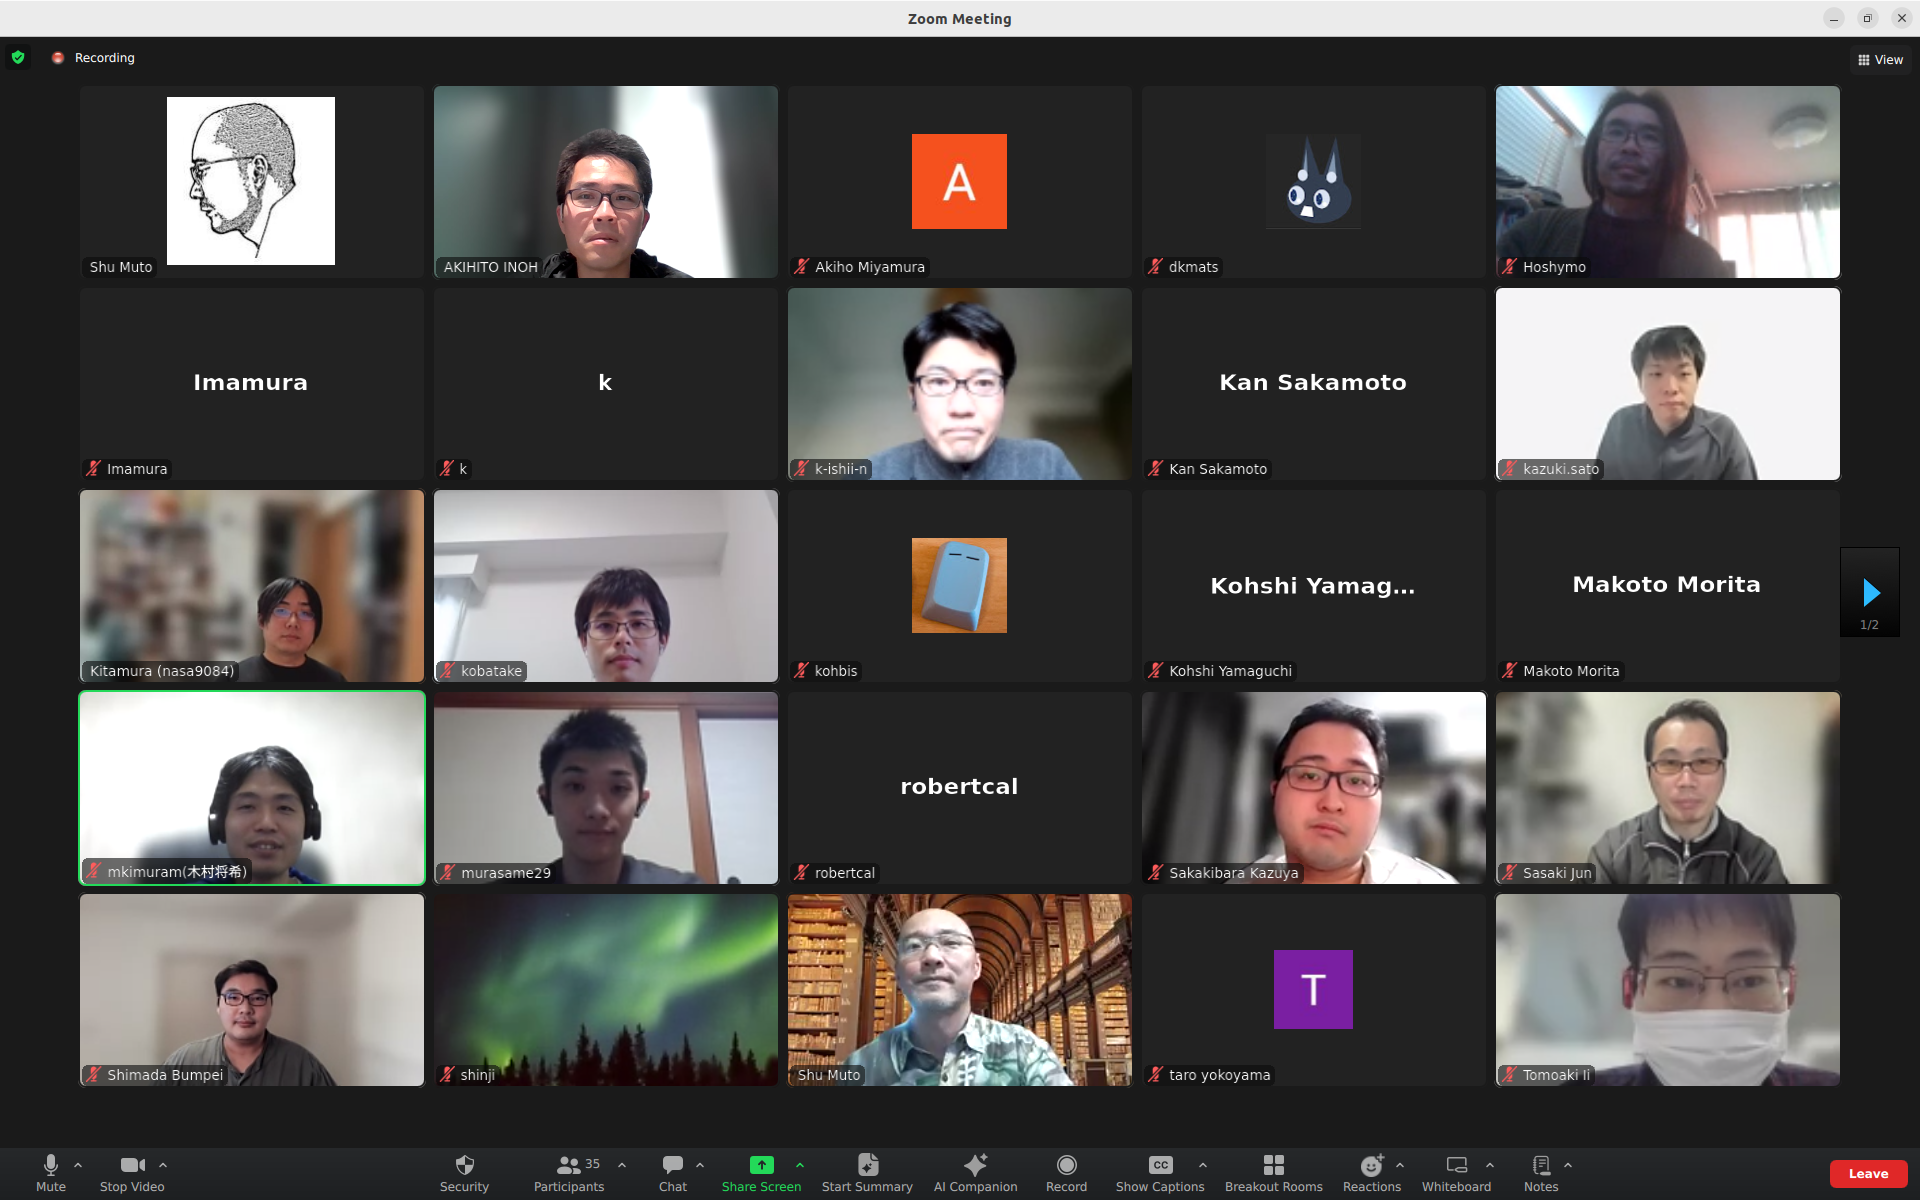 Zoom Meeting
Recording
View
Shu Muto
AKIHITO INOH
A
Akiho Miyamura
dkmats
Hoshymo
Imamura
Imamura
k
k
k-ishii-n
Kan Sakamoto
Kan Sakamoto
kazuki.sato
Kitamura (nasa9084)
kobatake
kohbis
Kohshi Yamag...
Kohshi Yamaguchi
Makoto Morita
Makoto Morita
1/2
mkimuram(木村将希)
murasame29
robertcal
robertcal
Sakakibara Kazuya
Sasaki Jun
Shimada Bumpei
shinji
Shu Muto
T
taro yokoyama
Tomoaki Ii
Mute
Stop Video
Security
35
Participants
Chat
Share Screen
Start Summary
AI Companion
Record
CC
Show Captions
Breakout Rooms
Reactions
Whiteboard
Notes
Leave